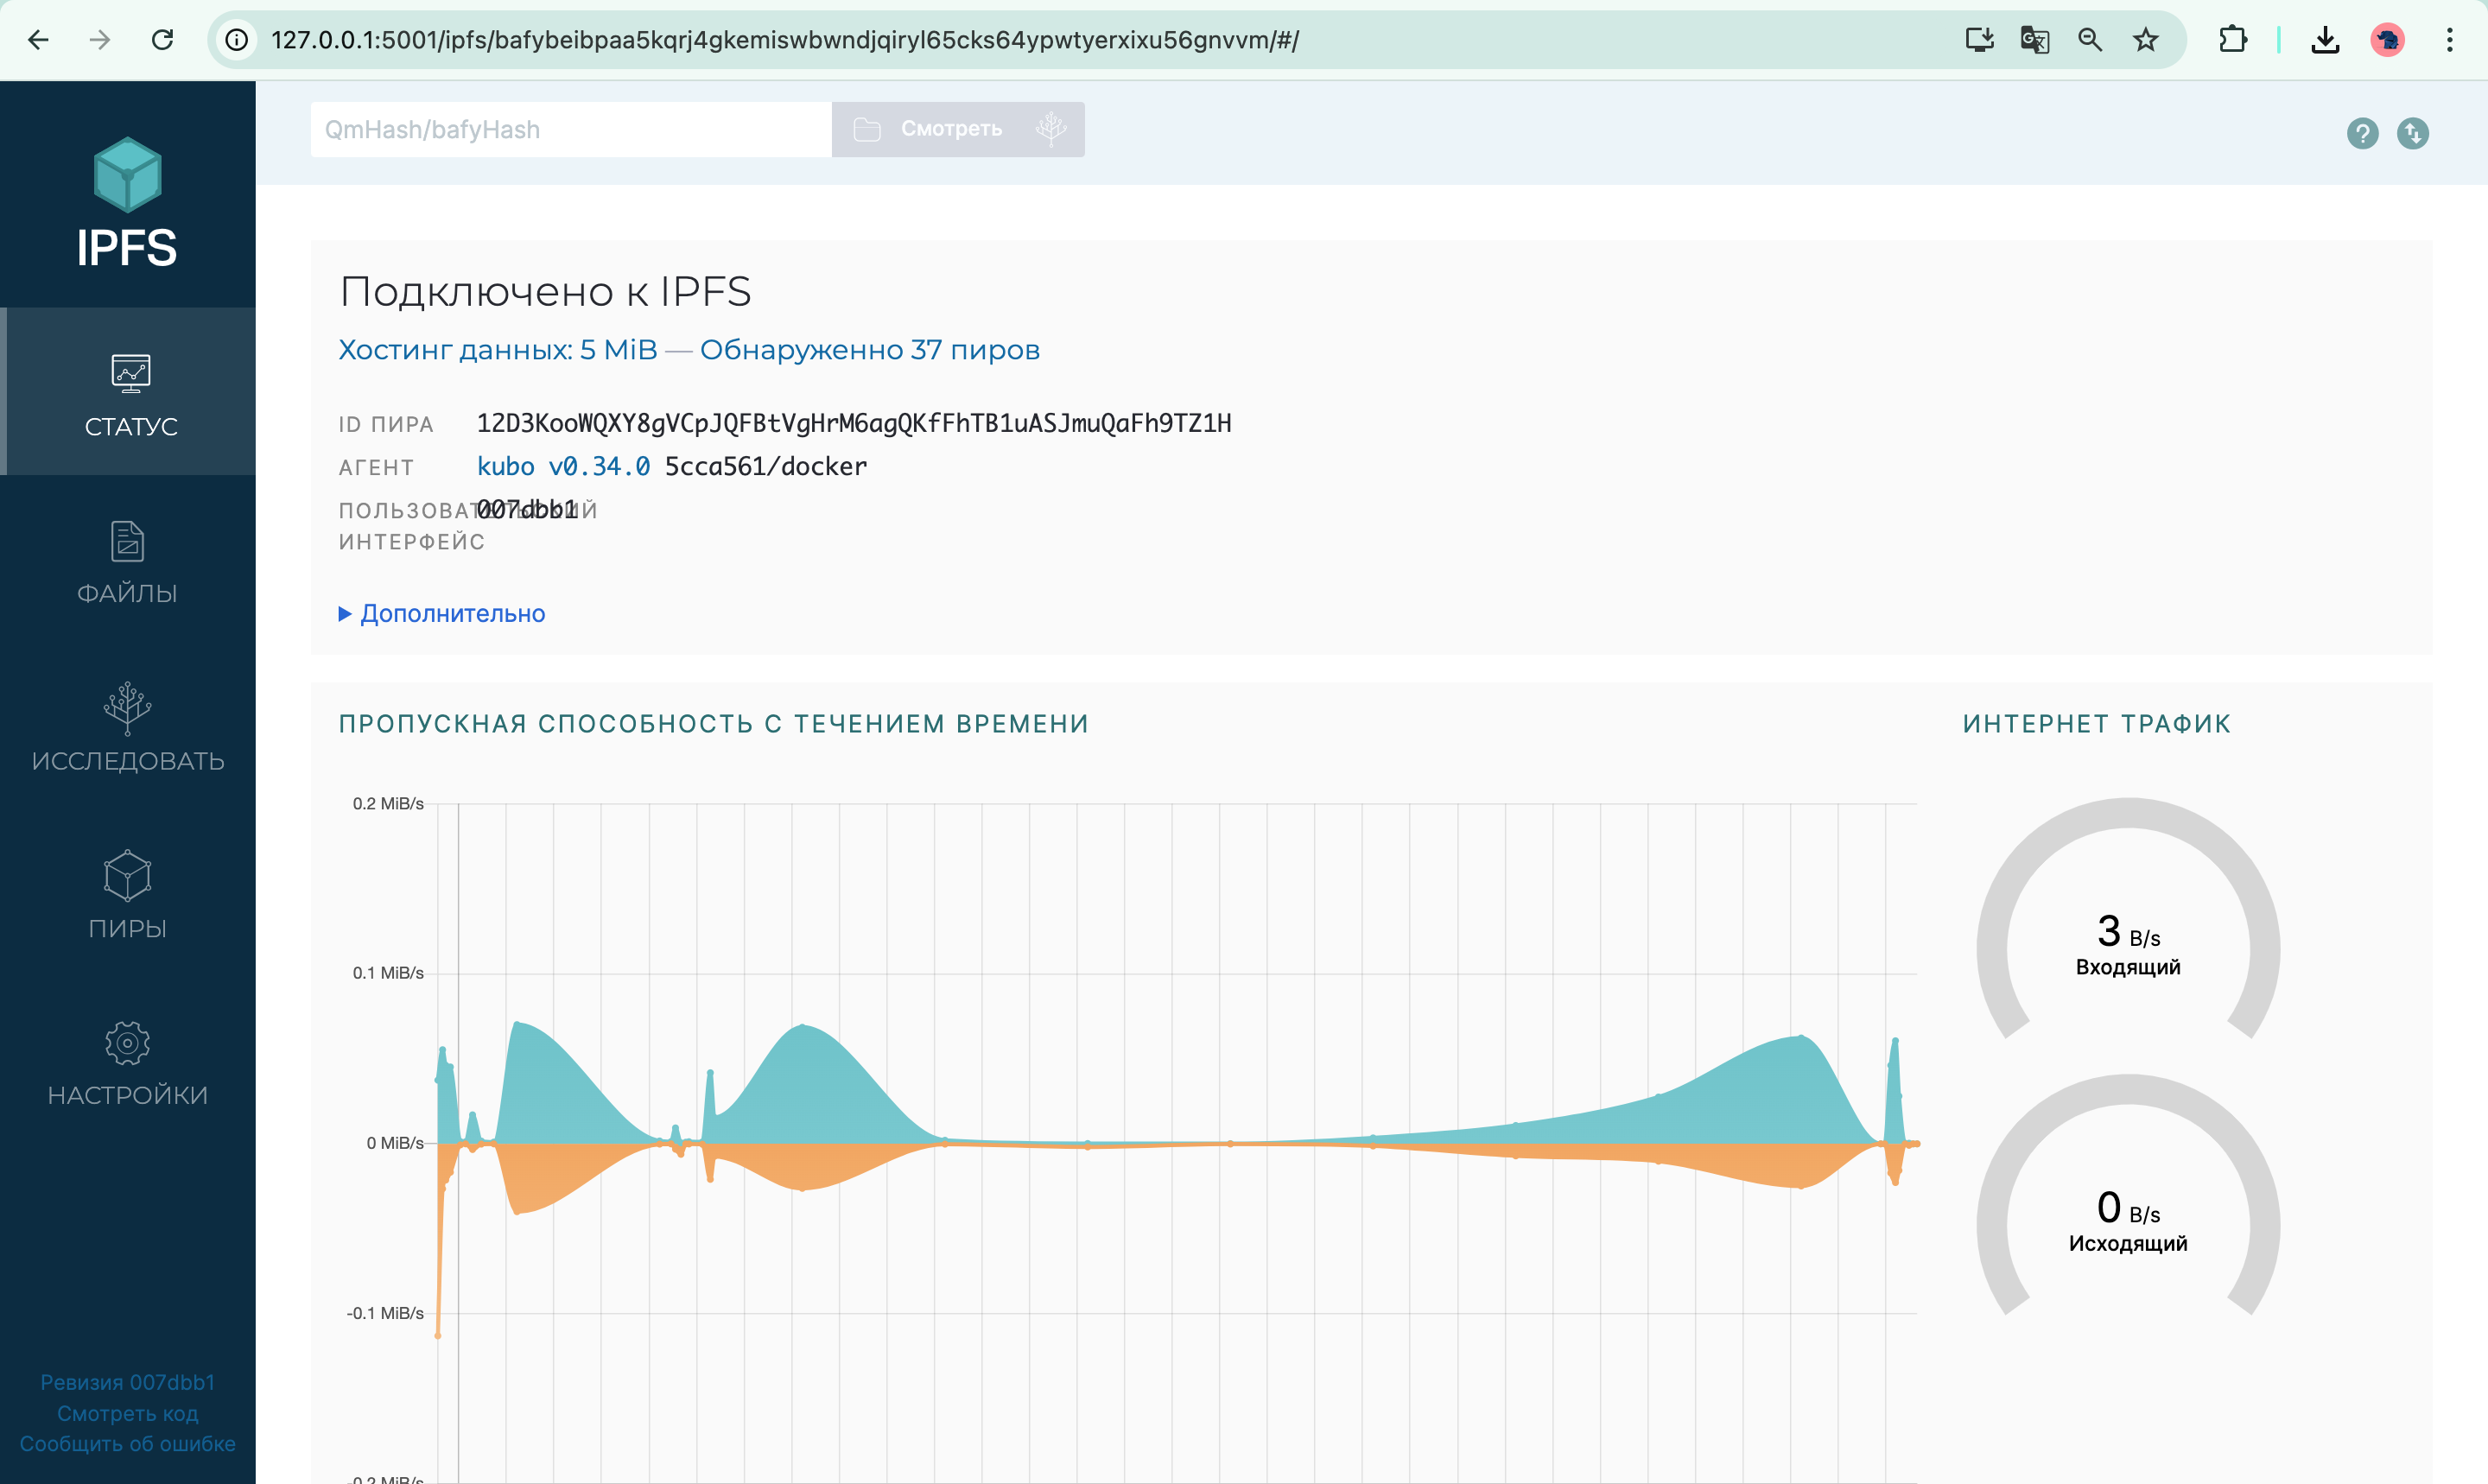 127.0.0.1:5001/ipfs/bafybeibpaa5kqrj4gkemiswbwndjqiryl65cks64ypwtyerxixu56gnvvm/#/
QmHash/bafyHash
Смотреть
IPFS
СТАТУС
ФАЙЛЫ
ИССЛЕДОВАТЬ
ПИРЫ
НАСТРОЙКИ
Ревизия 007dbb1
Смотреть код
Сообщить об ошибке
Подключено к IPFS
Хостинг данных: 5 MiB — Обнаруженно 37 пиров
ID ПИРА 12D3KooWQXY8gVCpJQFBtVgHrM6agQKfFhTB1uASJmuQaFh9TZ1H
АГЕНТ kubo v0.34.0 5cca561/docker
ПОЛЬЗОВАТЕЛЬСКИЙ 007dbb1
ИНТЕРФЕЙС
Дополнительно
ПРОПУСКНАЯ СПОСОБНОСТЬ С ТЕЧЕНИЕМ ВРЕМЕНИ
0.2 MiB/s
0.1 MiB/s
0 MiB/s
-0.1 MiB/s
-0.2 MiB/s
ИНТЕРНЕТ ТРАФИК
3 B/s
Входящий
0 B/s
Исходящий